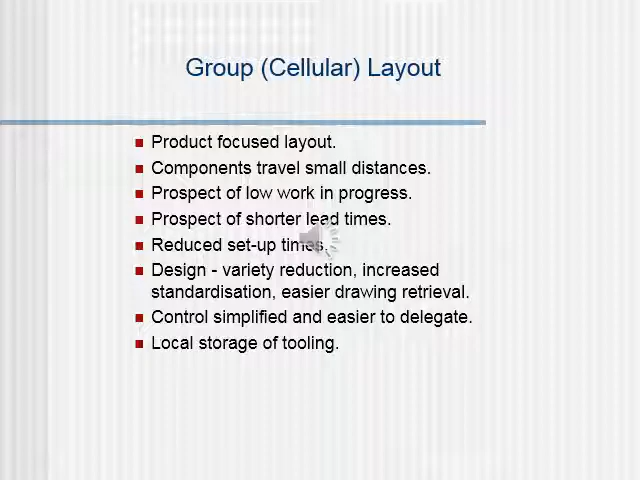 Group (Cellular) Layout
Product focused layout.
Components travel small distances.
Prospect of low work in progress.
Prospect of shorter lead times.
Reduced set-up times.
Design - variety reduction, increased
standardisation, easier drawing retrieval.
Control simplified and easier to delegate.
Local storage of tooling.